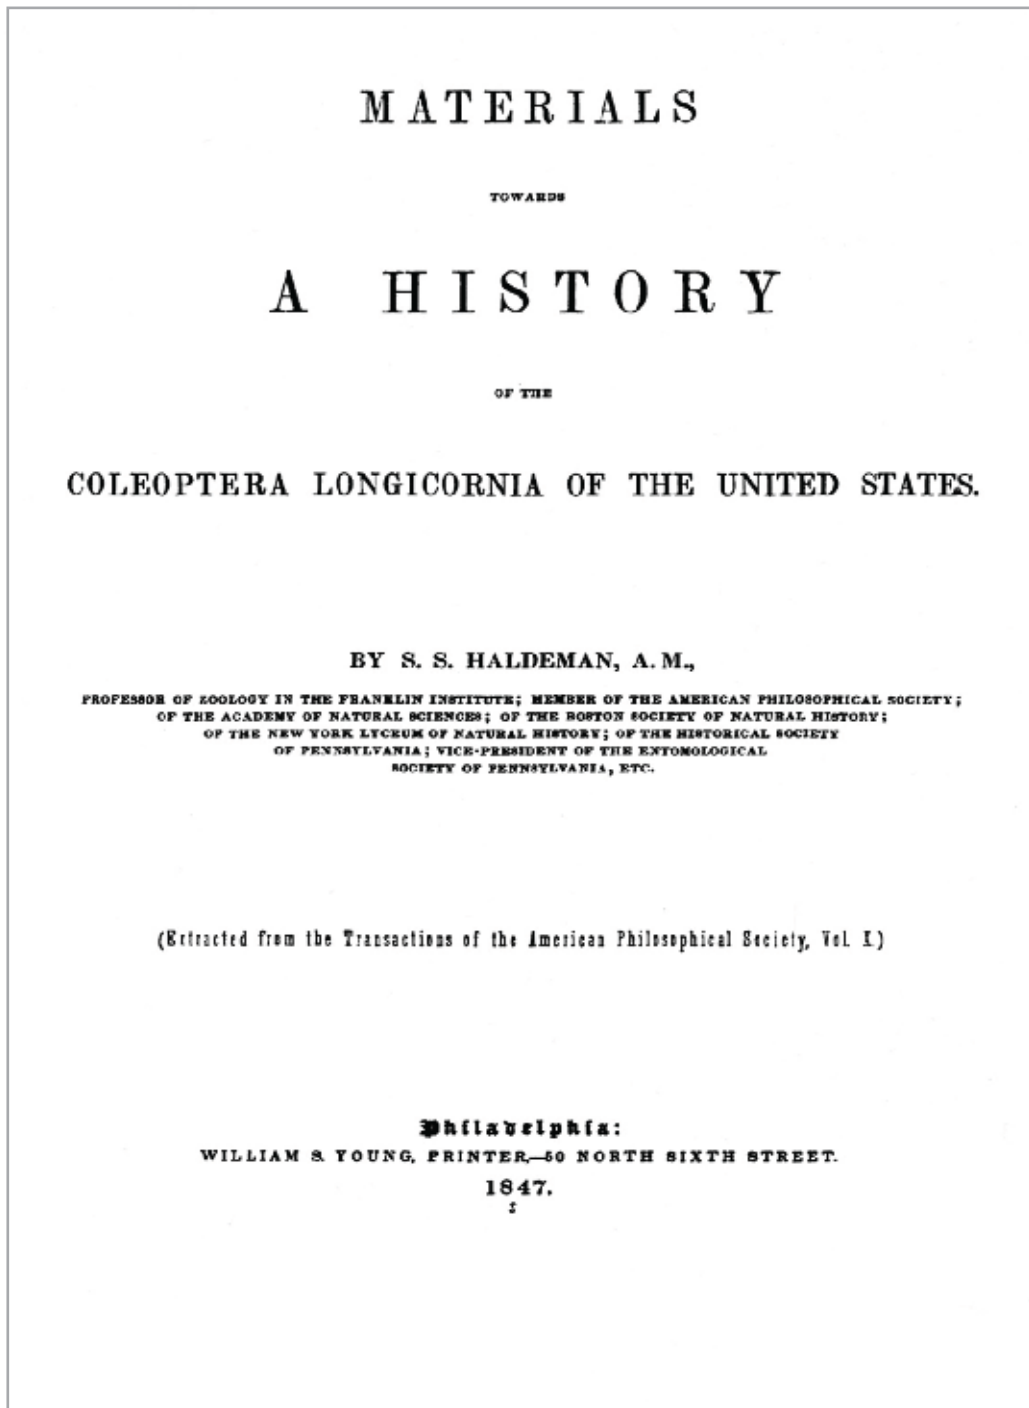 MATERIALS
TOWARDS
A HISTORY
OF THE
COLEOPTERA LONGICORNIA OF THE UNITED STATES.
BY S. S. HALDEMAN, A. M.,
PROFESSOR OF ZOOLOGY IN THE FRANKLIN INSTITUTE; MEMBER OF THE AMERICAN PHILOSOPHICAL SOCIETY;
OF THE ACADEMY OF NATURAL SCIENCES; OF THE BOSTON SOCIETY OF NATURAL HISTORY;
OF THE NEW YORK LYCEUM OF NATURAL HISTORY; OF THE HISTORICAL SOCIETY
OF PENNSYLVANIA; VICE-PRESIDENT OF THE ENTOMOLOGICAL
SOCIETY OF PENNSYLVANIA, ETC.
(Extracted from the Transactions of the American Philosophical Society, Vol. X.)
Philadelphia:
WILLIAM S. YOUNG, PRINTER,—50 NORTH SIXTH STREET.
1847.